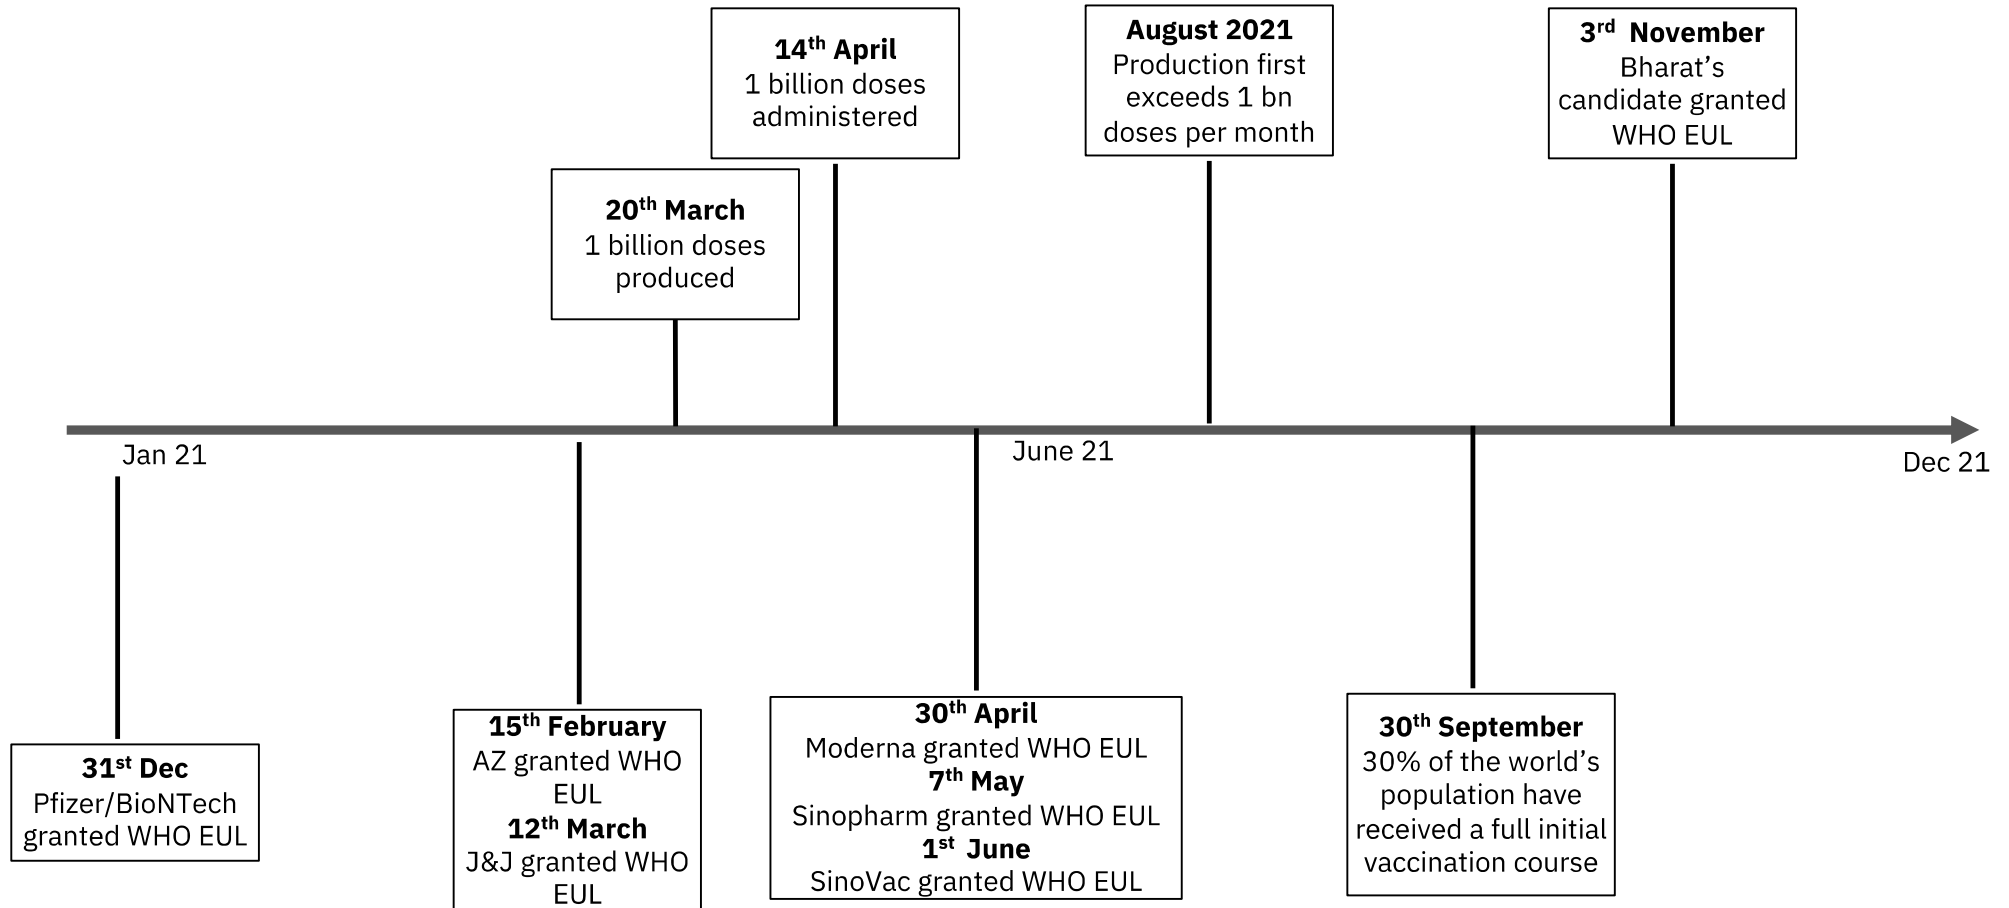 14th April
1 billion doses
administered
August 2021
Production first
exceeds 1 bn
doses per month
3rd  November
Bharat’s
candidate granted
WHO EUL
20th March
1 billion doses
produced
Jan 21
June 21
Dec 21
31st Dec
Pfizer/BioNTech
granted WHO EUL
15th February
AZ granted WHO
EUL
12th March
J&J granted WHO
EUL
30th April
Moderna granted WHO EUL
7th May
Sinopharm granted WHO EUL
1st  June
SinoVac granted WHO EUL
30th September
30% of the world’s
population have
received a full initial
vaccination course